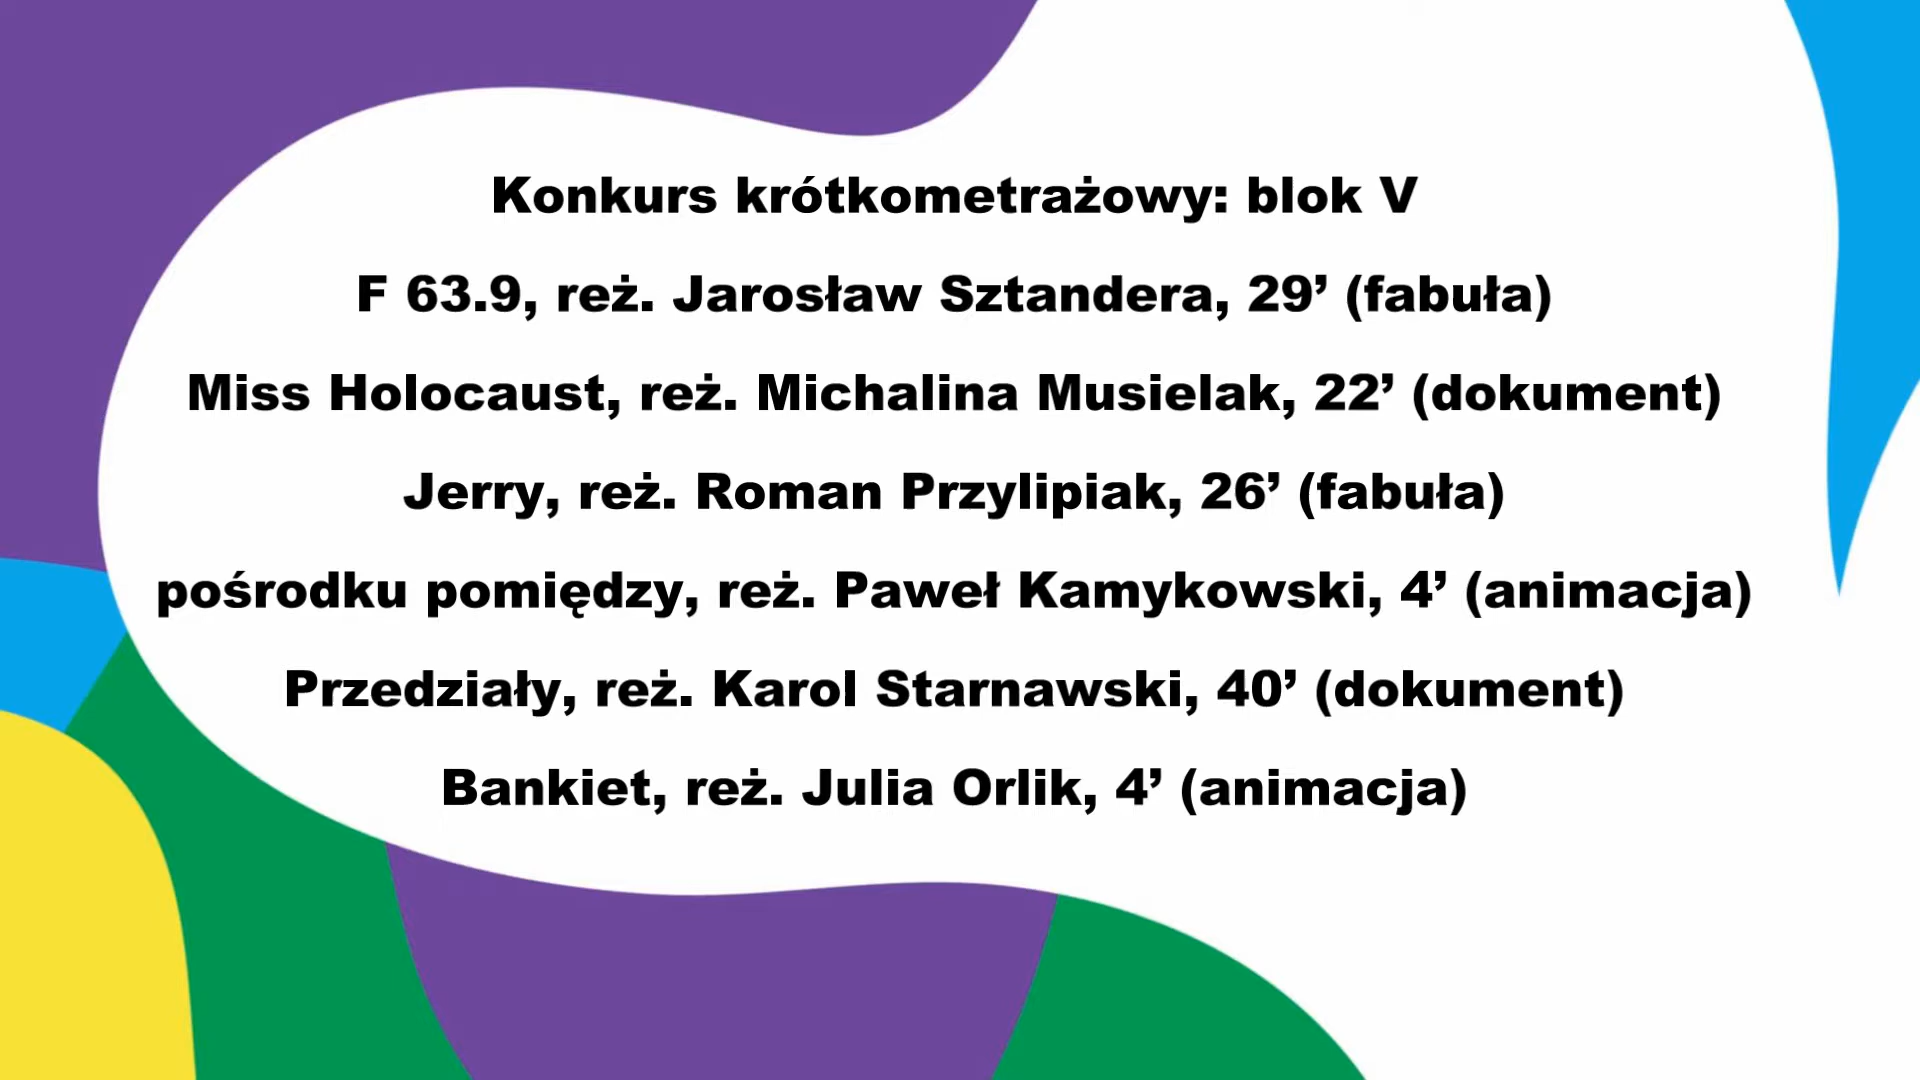 Konkurs krótkometrażowy: blok V
F 63.9, reż. Jarosław Sztandera, 29’ (fabuła)
Miss Holocaust, reż. Michalina Musielak, 22’ (dokument)
Jerry, reż. Roman Przylipiak, 26’ (fabuła)
pośrodku pomiędzy, reż. Paweł Kamykowski, 4’ (animacja)
Przedziały, reż. Karol Starnawski, 40’ (dokument)
Bankiet, reż. Julia Orlik, 4’ (animacja)